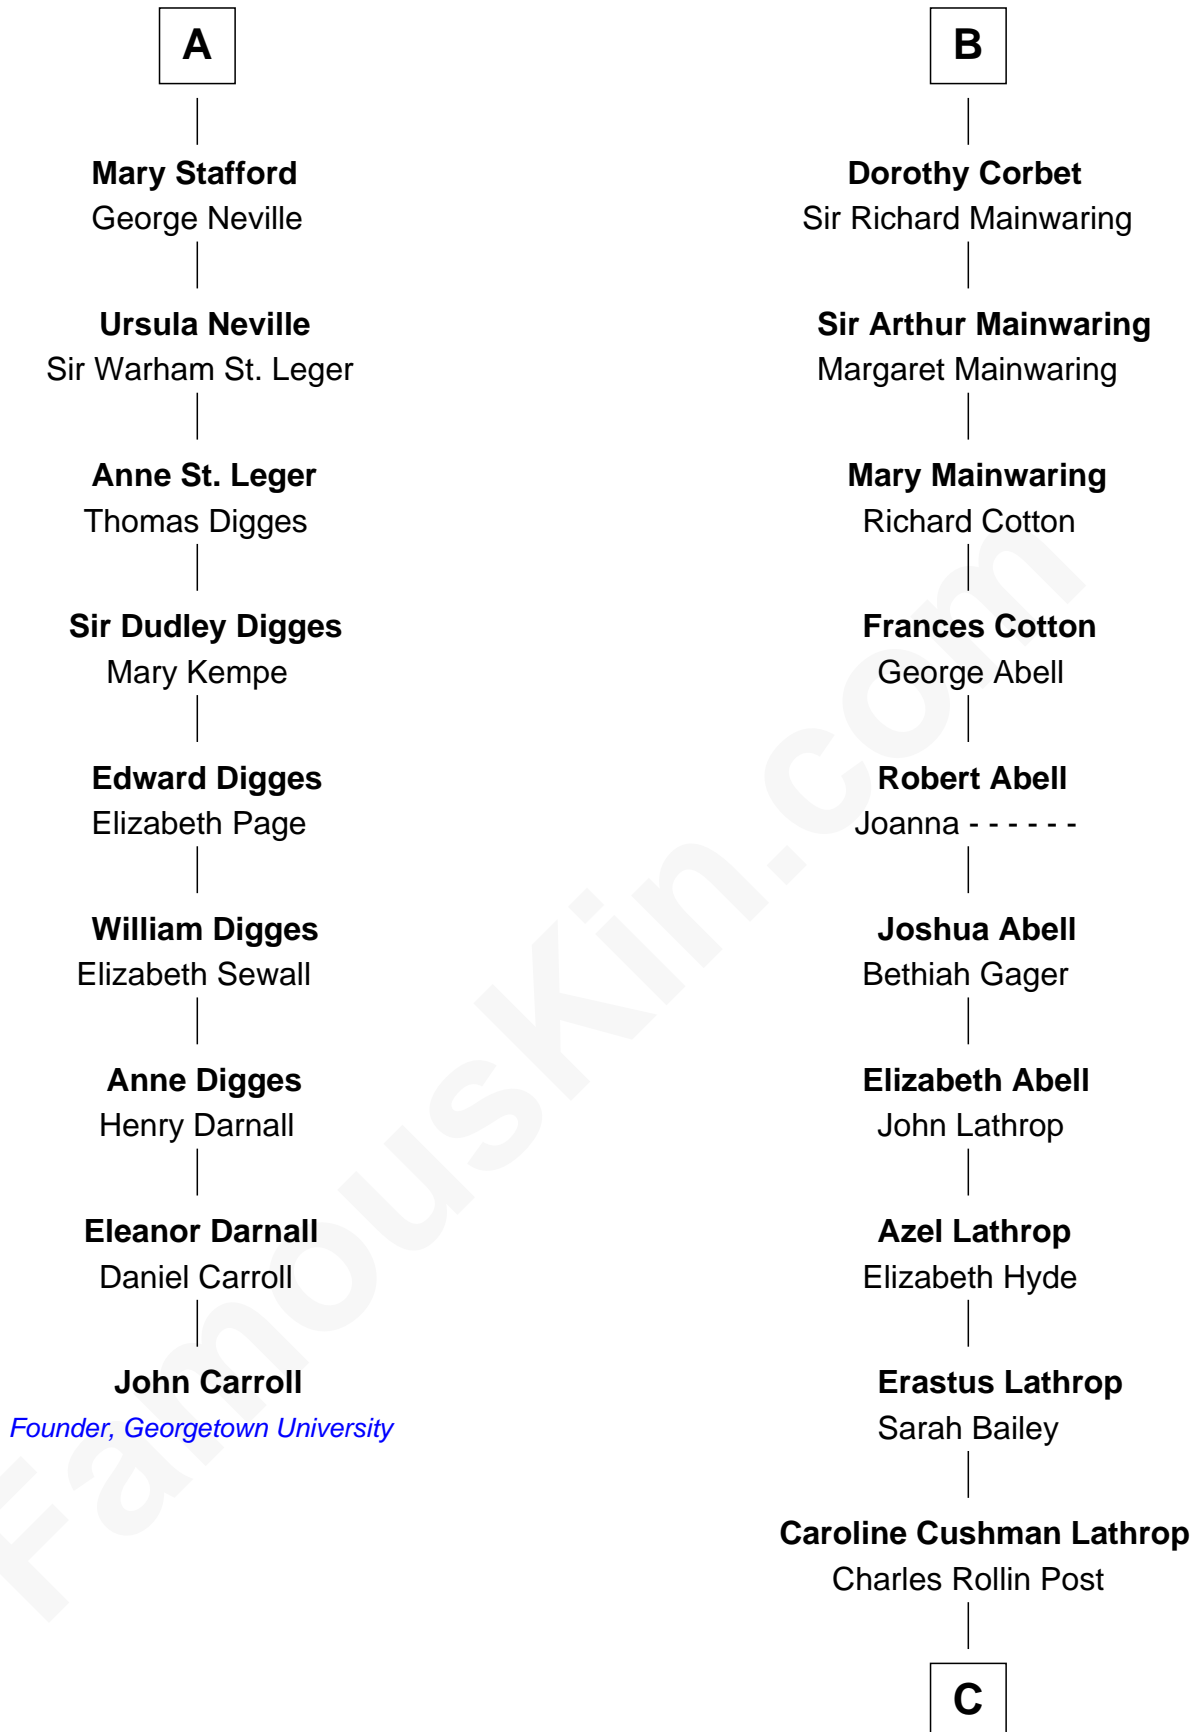 A
Mary Stafford
George Neville
Ursula Neville
Sir Warham St. Leger
Anne St. Leger
Thomas Digges
Sir Dudley Digges
Mary Kempe
Edward Digges
Elizabeth Page
William Digges
Elizabeth Sewall
Anne Digges
Henry Darnall
Eleanor Darnall
Daniel Carroll
John Carroll
Founder, Georgetown University
B
Dorothy Corbet
Sir Richard Mainwaring
Sir Arthur Mainwaring
Margaret Mainwaring
Mary Mainwaring
Richard Cotton
Frances Cotton
George Abell
Robert Abell
Joanna - - - - - -
Joshua Abell
Bethiah Gager
Elizabeth Abell
John Lathrop
Azel Lathrop
Elizabeth Hyde
Erastus Lathrop
Sarah Bailey
Caroline Cushman Lathrop
Charles Rollin Post
C
FamousKin.com